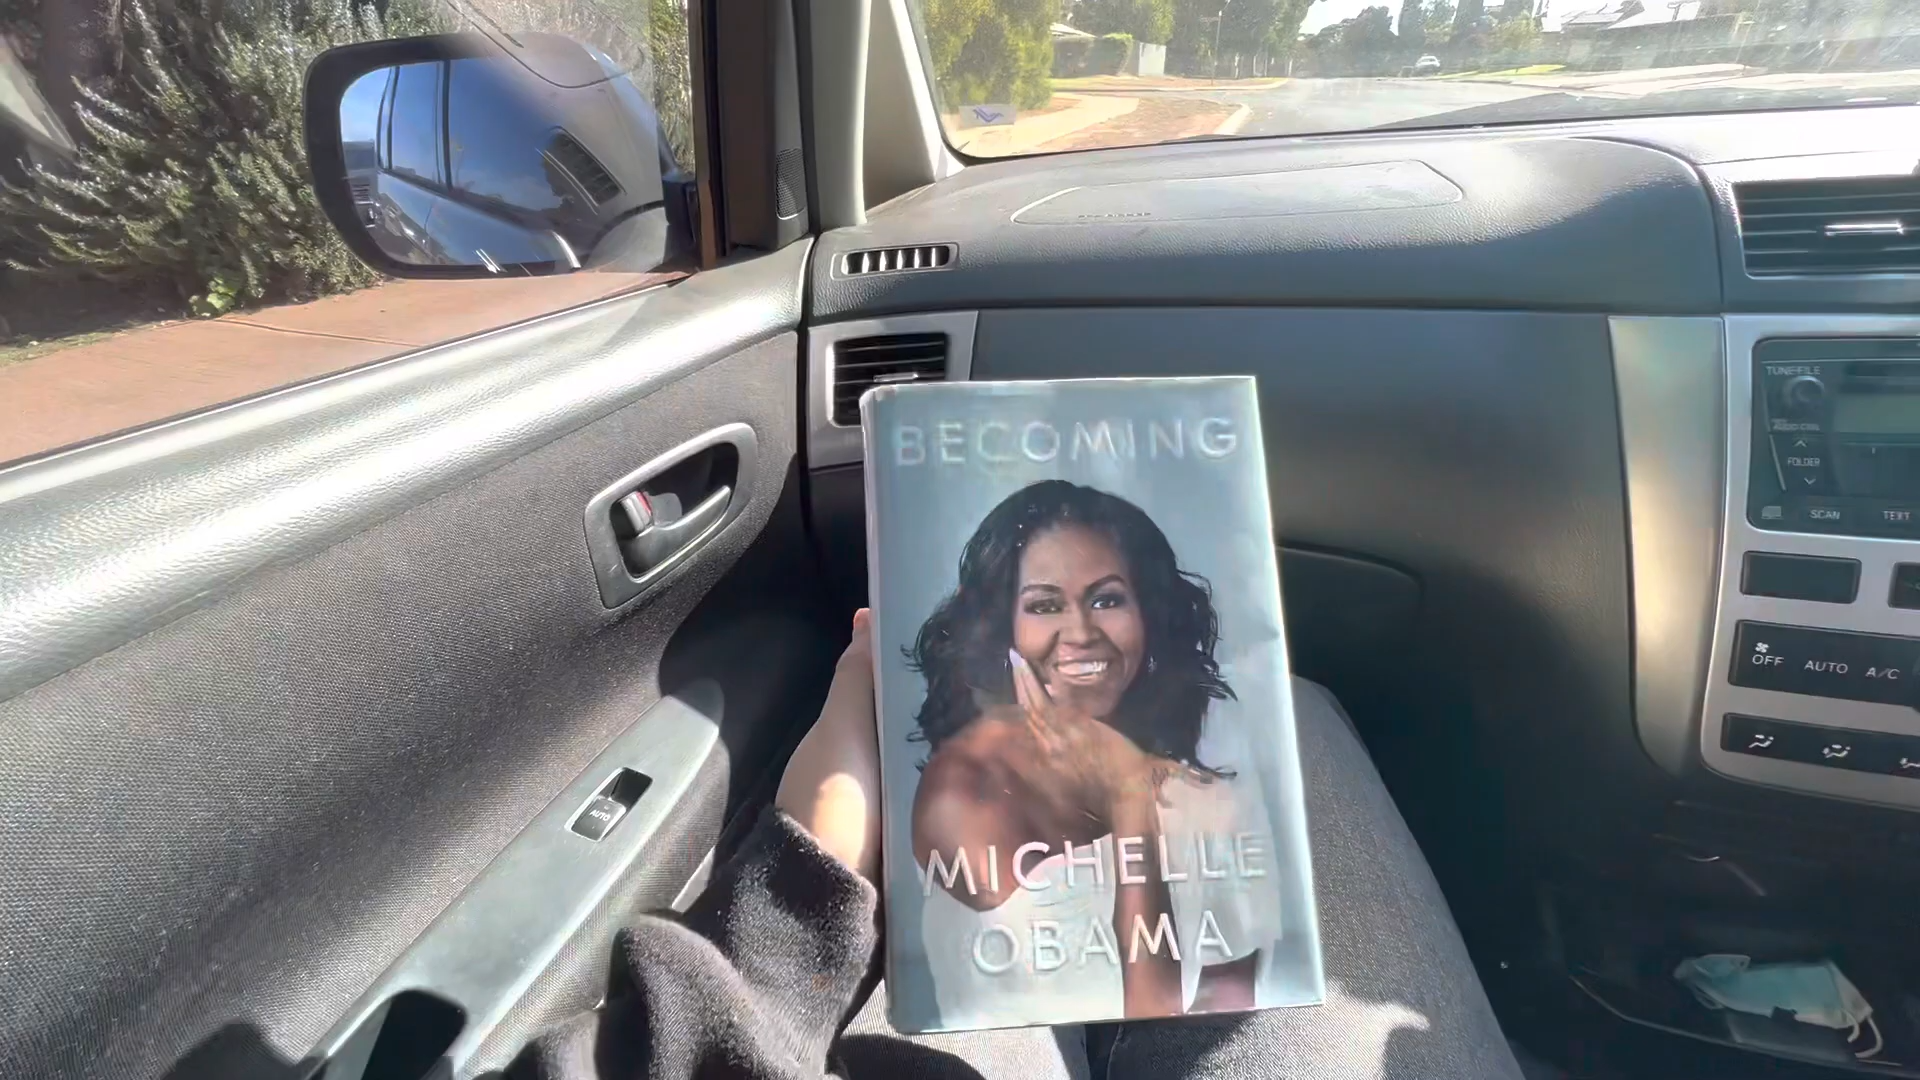 BECOMING
MICHELLE
OBAMA
TUNE•FILE
FOLDER
SCAN
TEXT
OFF
AUTO
A/C
AUTO